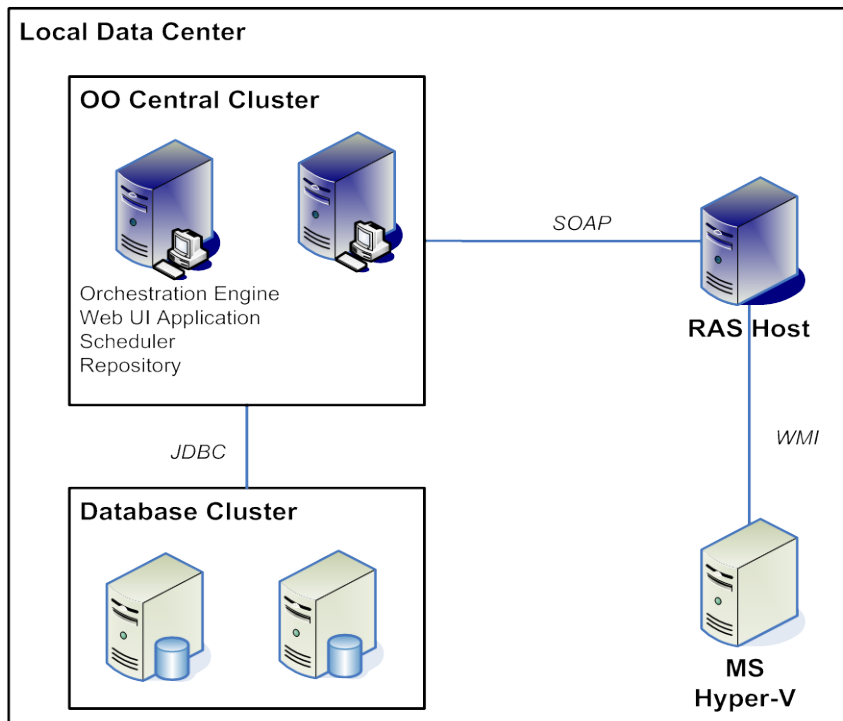 Local Data Center
OO Central Cluster
Orchestration Engine
Web UI Application
Scheduler
Repository
SOAP
RAS Host
JDBC
WMI
Database Cluster
MS
Hyper-V